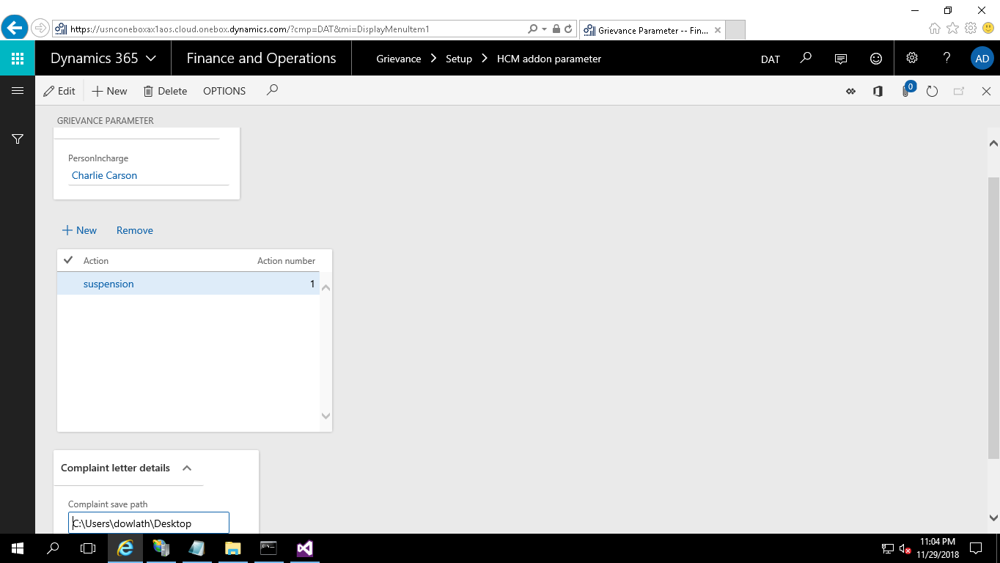 https://usnconeboxax1aos.cloud.onebox.dynamics.com/?cmp=DAT&mi=DisplayMenuItem1
Grievance Parameter -- Fin...
Dynamics 365
Finance and Operations
Grievance > Setup > HCM addon parameter
DAT
?
AD
Edit
New
Delete
OPTIONS
0
GRIEVANCE PARAMETER
PersonIncharge
Charlie Carson
New
Remove
Action
Action number
suspension
1
Complaint letter details
Complaint save path
C:\Users\dowlath\Desktop
11:04 PM
11/29/2018